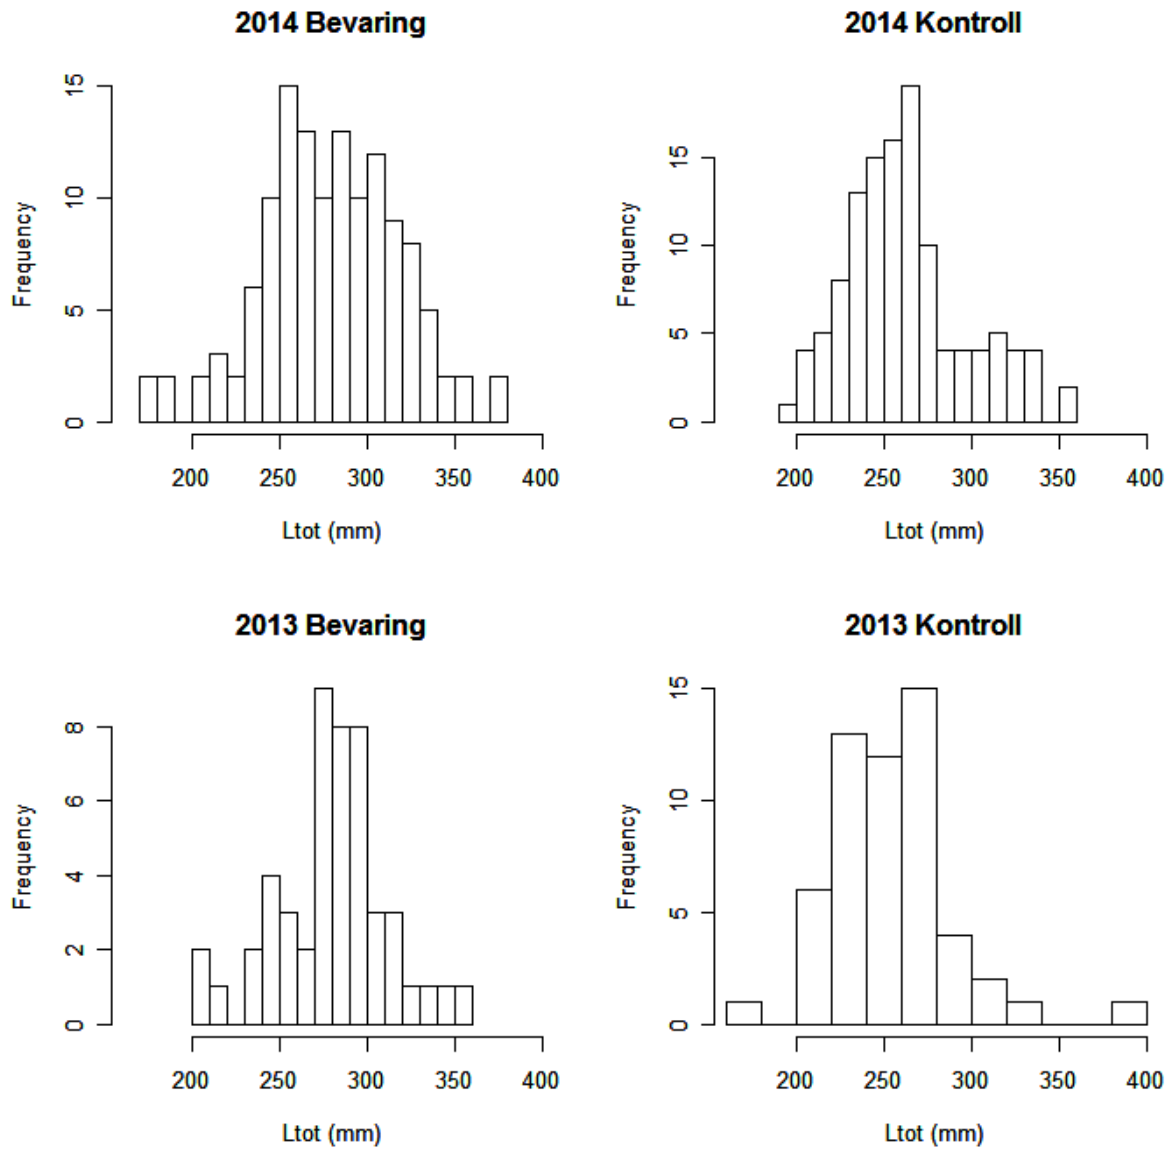 2014 Bevaring
Frequency
0 5 10 15
200 250 300 350 400
Ltot (mm)
2014 Kontroll
Frequency
0 5 10 15
200 250 300 350 400
Ltot (mm)
2013 Bevaring
Frequency
0 2 4 6 8
200 250 300 350 400
Ltot (mm)
2013 Kontroll
Frequency
0 5 10 15
200 250 300 350 400
Ltot (mm)